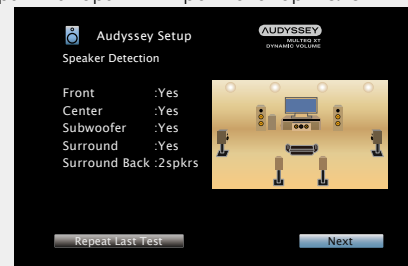 Audyssey Setup
AUDYSSEY
MULTEQ XT
DYNAMIC VOLUME
Speaker Detection
Front :Yes
Center :Yes
Subwoofer :Yes
Surround :Yes
Surround Back :2spkrs
Repeat Last Test
Next